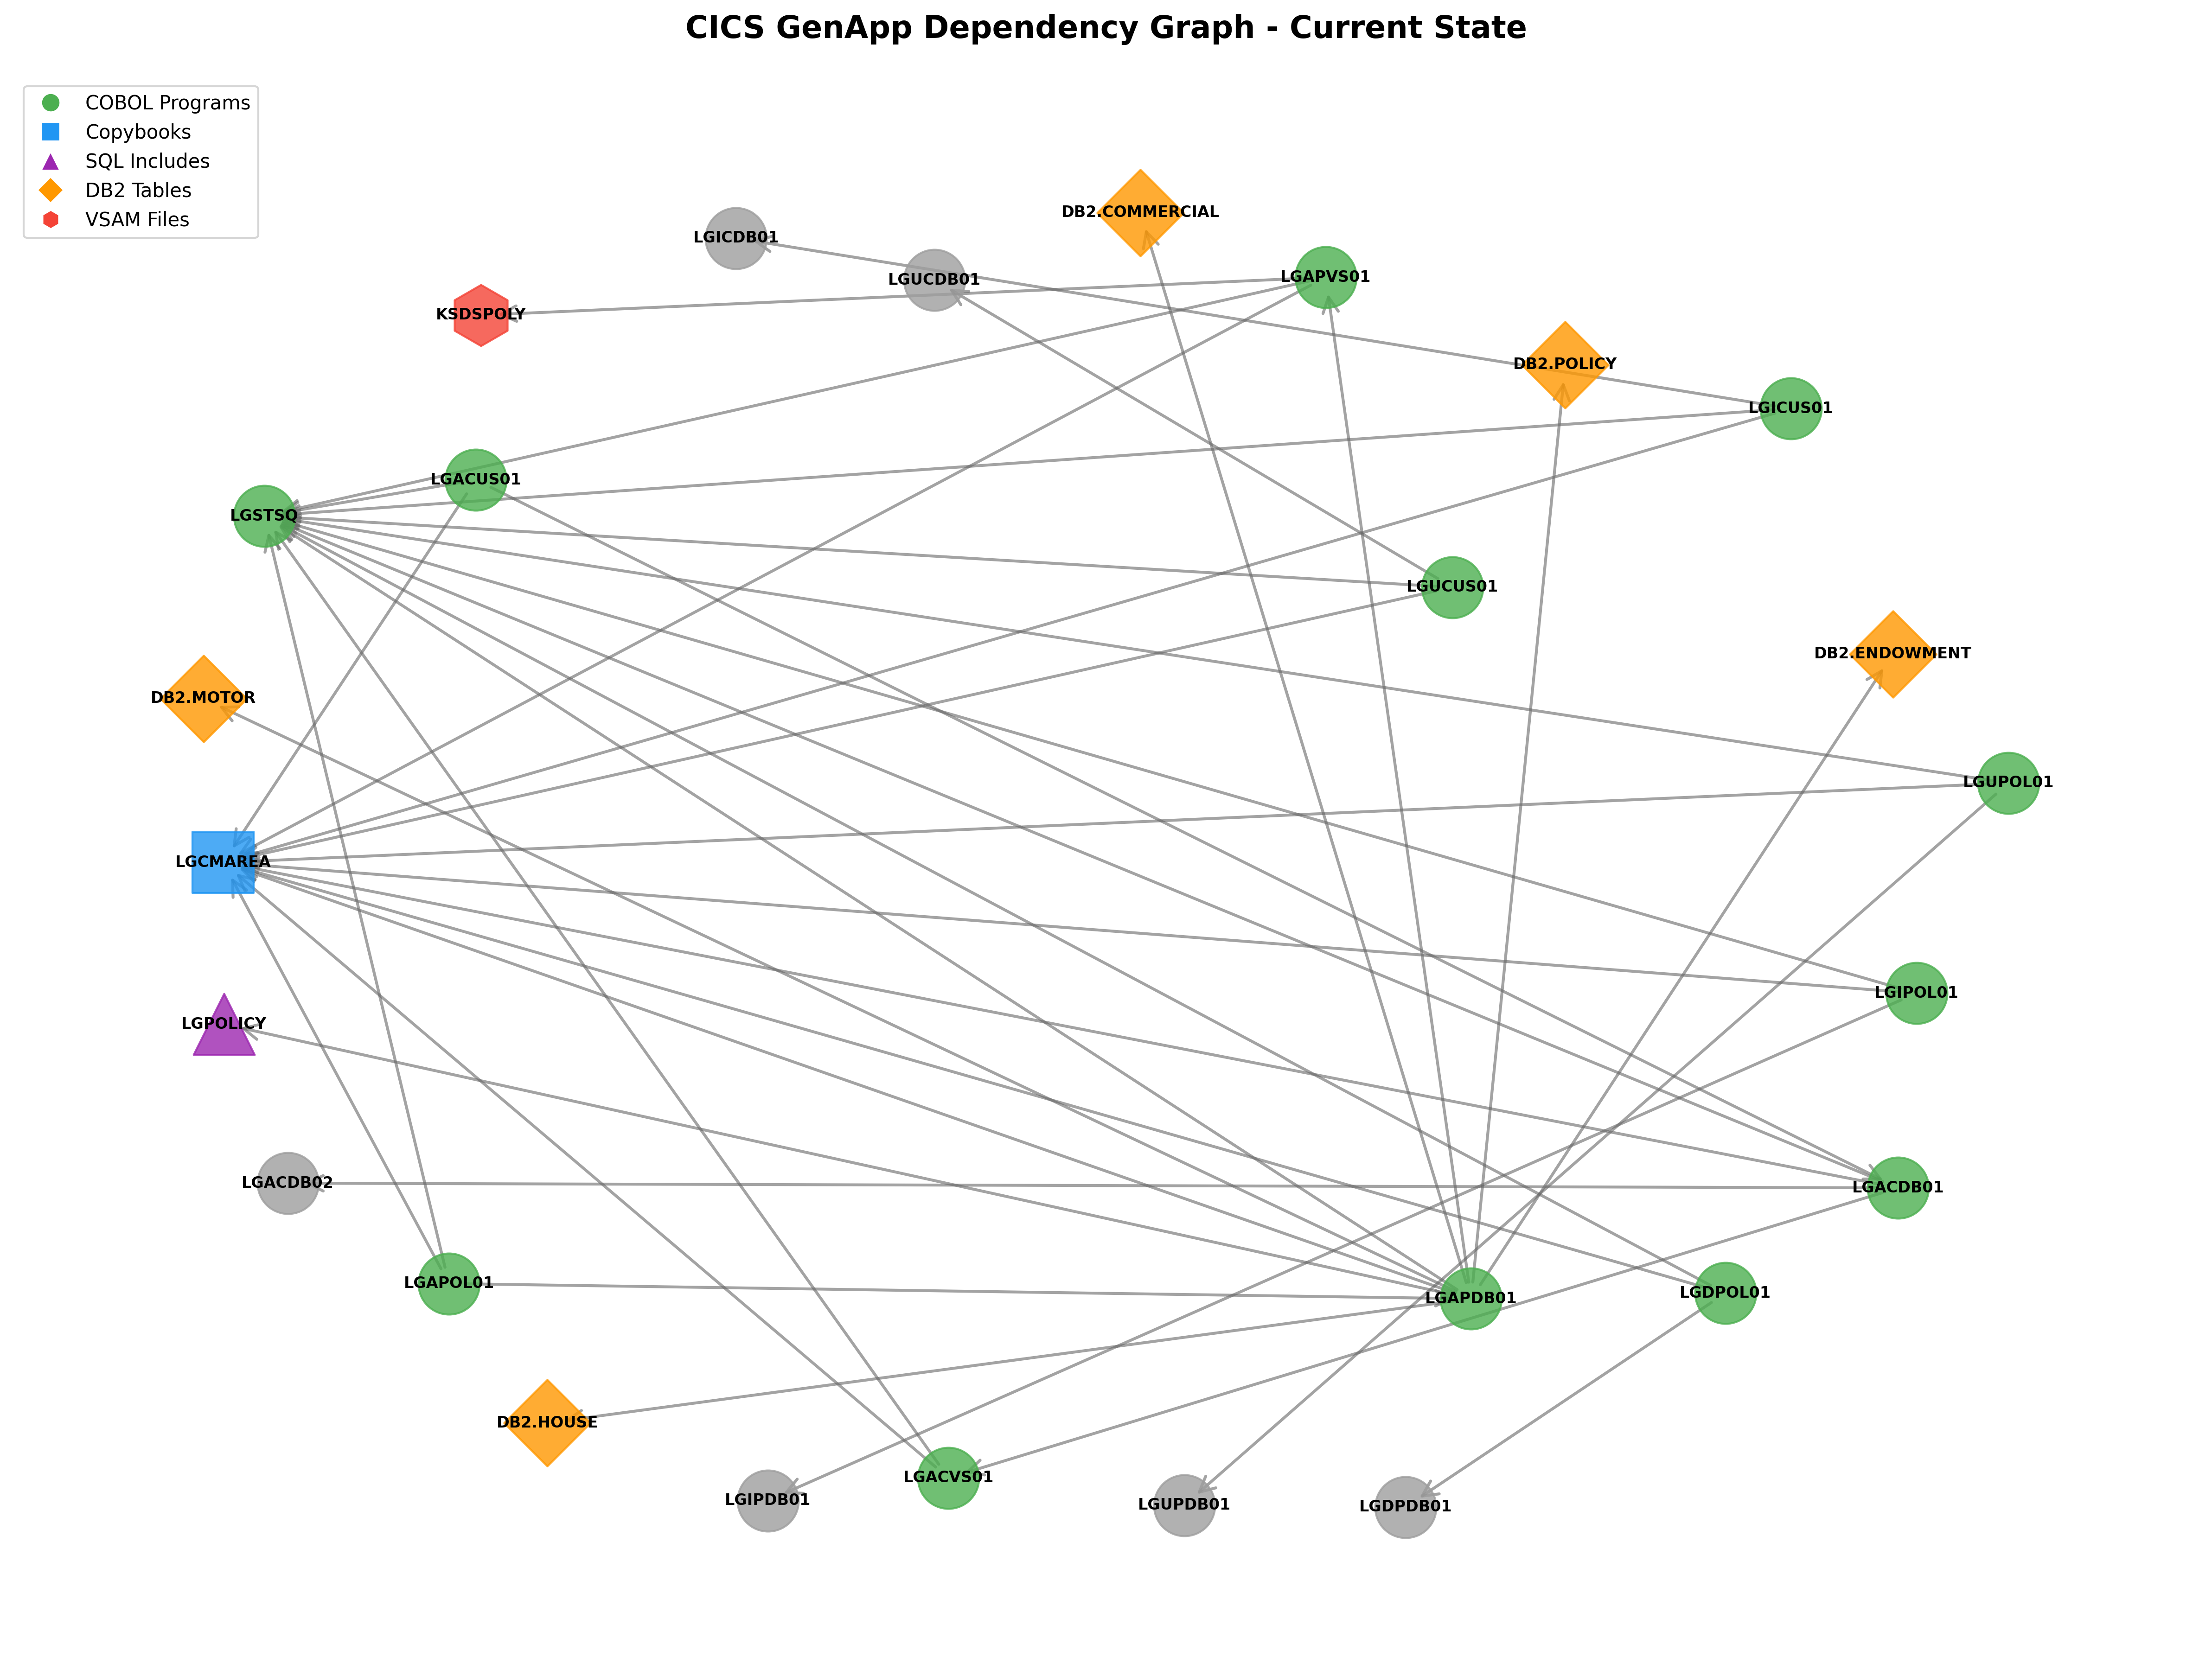 CICS GenApp Dependency Graph - Current State
COBOL Programs
Copybooks
SQL Includes
DB2 Tables
VSAM Files
DB2.COMMERCIAL
LGICDB01
LGUCDB01
LGAPVS01
KSDSPOLY
DB2.POLICY
LGICUS01
LGACUS01
LGSTSQ
LGUCUS01
DB2.ENDOWMENT
DB2.MOTOR
LGUPOL01
LGCMAREA
LGIPOL01
LGPOLICY
LGACDB02
LGACDB01
LGAPOL01
LGAPDB01
LGDPOL01
DB2.HOUSE
LGACVS01
LGIPDB01
LGUPDB01
LGDPDB01